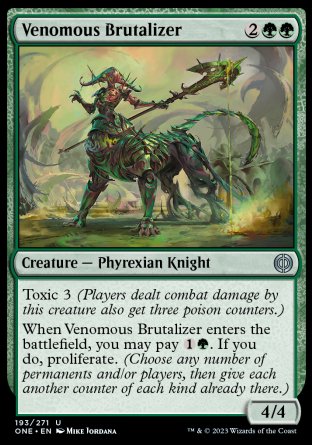 Venomous Brutalizer 2
Creature — Phyrexian Knight
Toxic 3 (Players dealt combat damage by
this creature also get three poison counters.)
When Venomous Brutalizer enters the
battlefield, you may pay 1. If you
do, proliferate. (Choose any number of
permanents and/or players, then give each
another counter of each kind already there.)
4/4
193/271 U
ONE • EN Mike Jordana
™ & © 2023 Wizards of the Coast